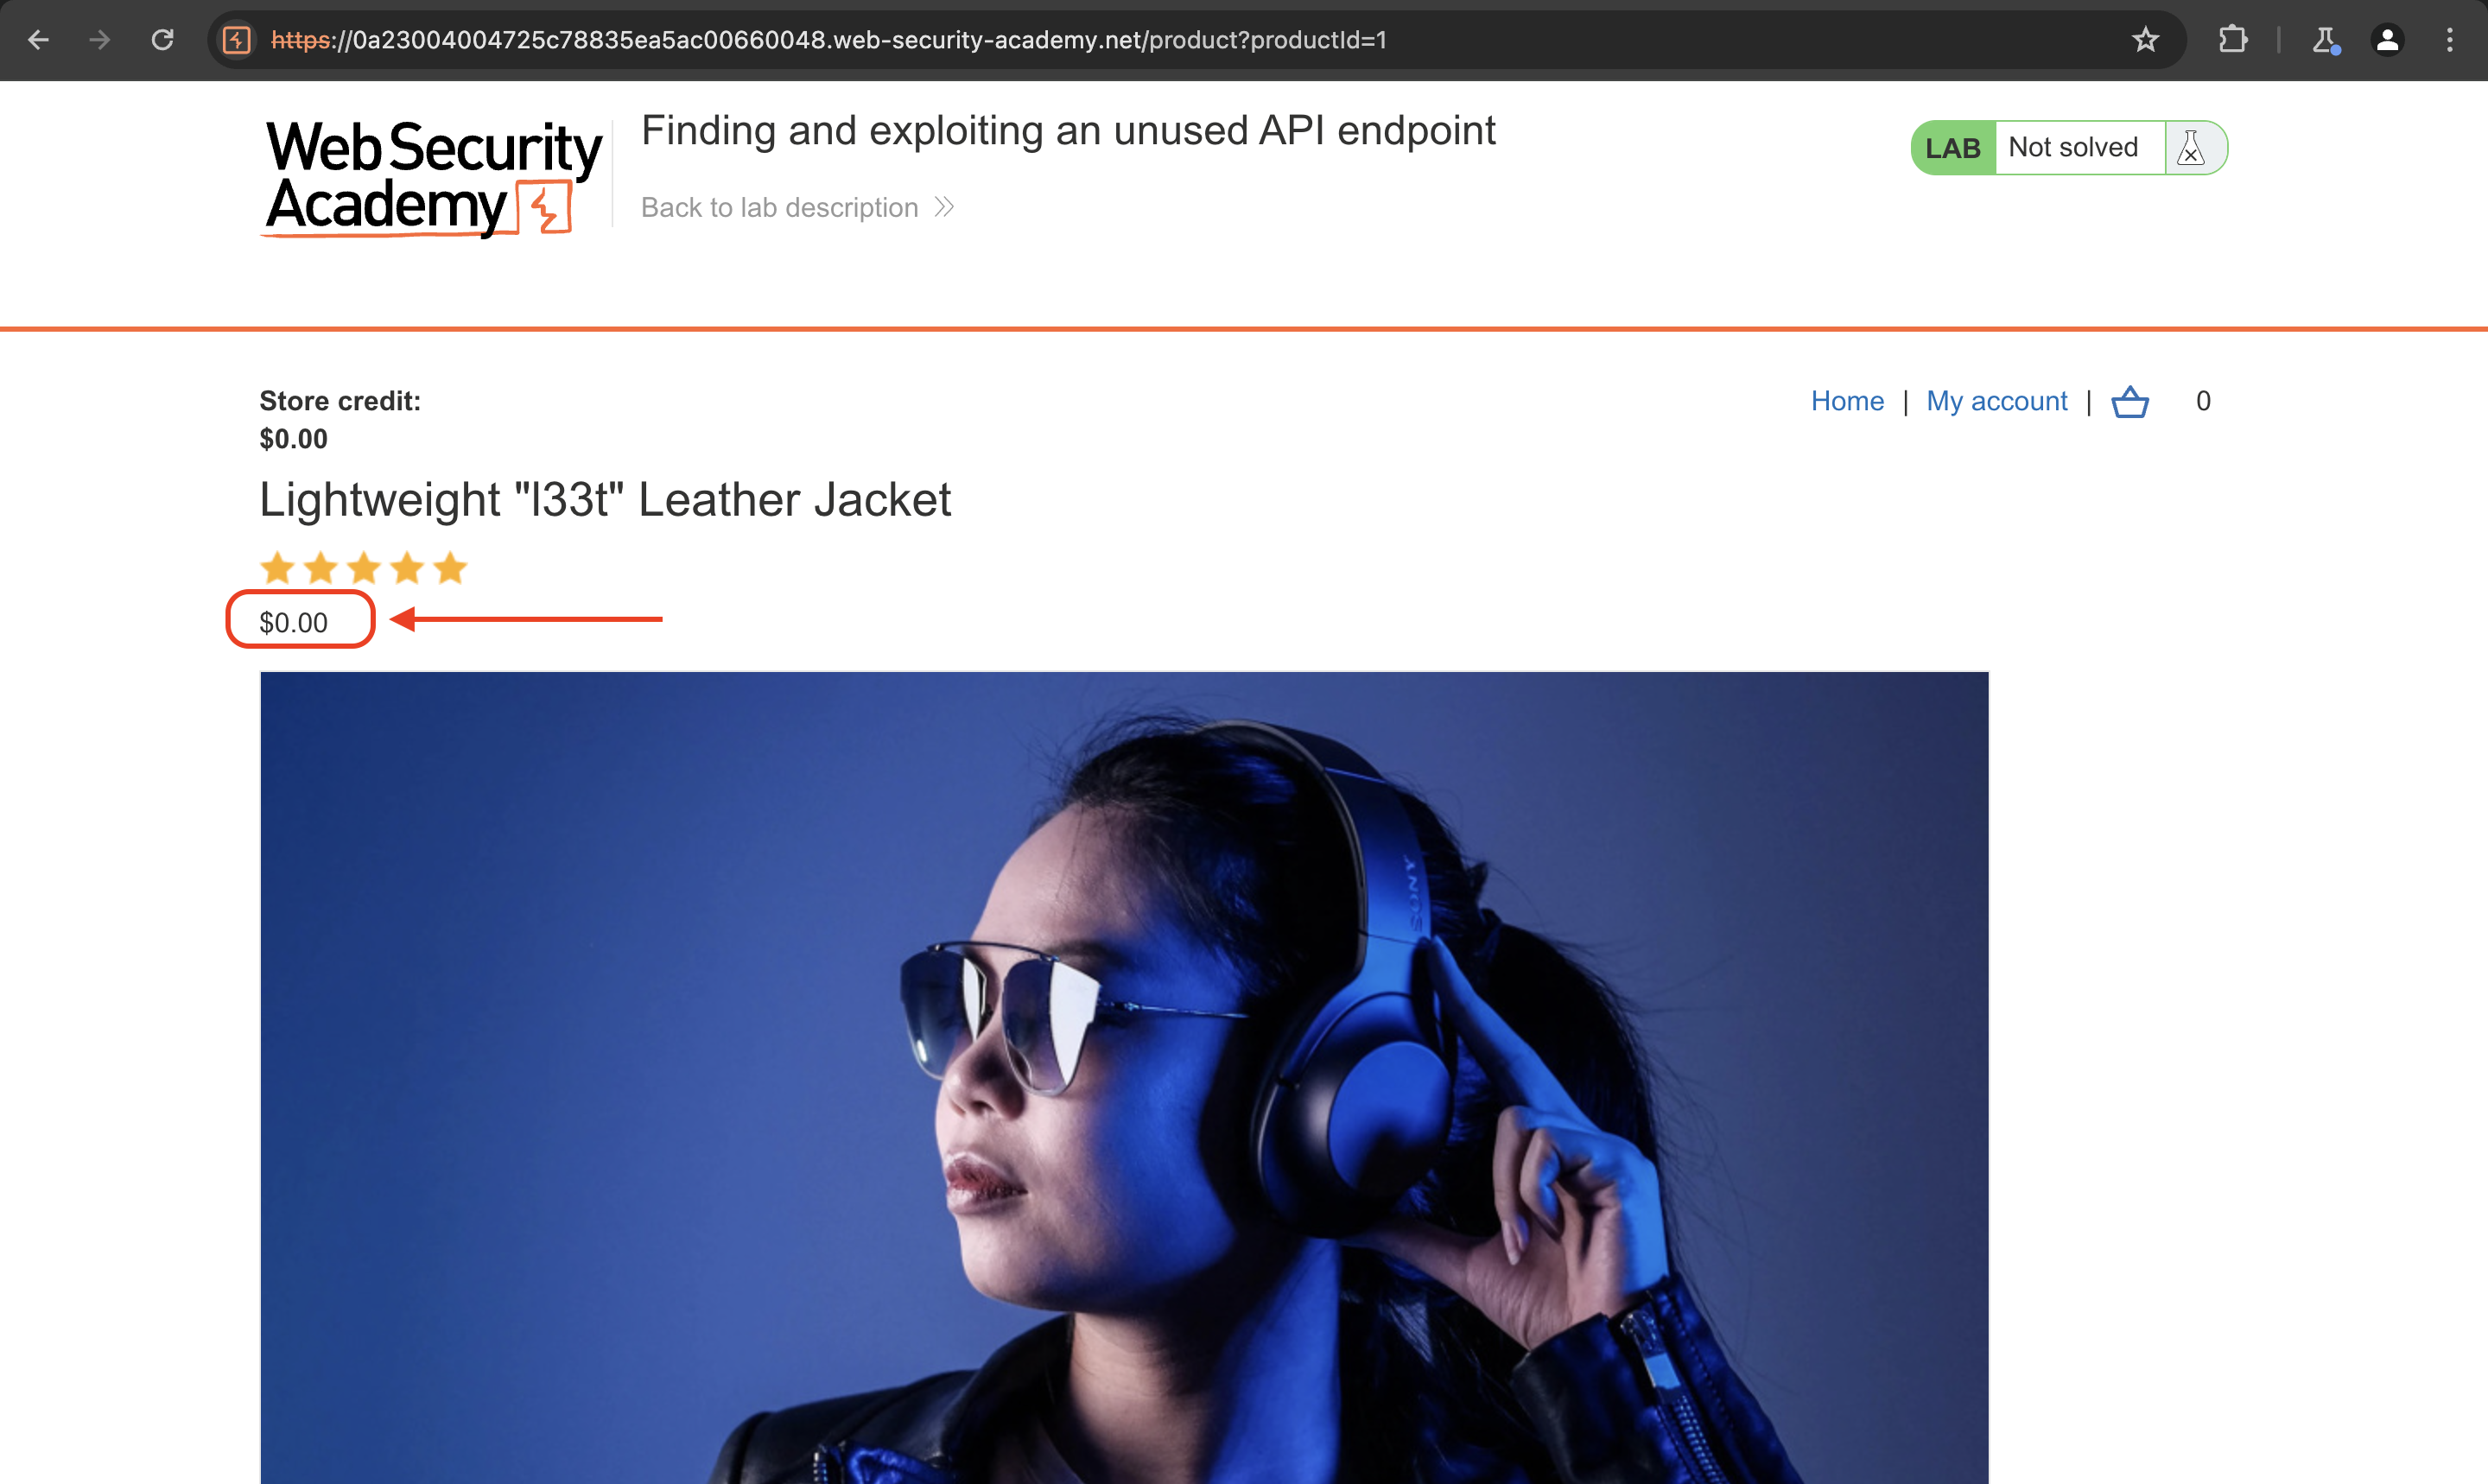 https://0a23004004725c78835ea5ac00660048.web-security-academy.net/product?productId=1
Web Security
Academy
Finding and exploiting an unused API endpoint
Back to lab description
LAB Not solved
Store credit:
$0.00
Home | My account | 0
Lightweight "l33t" Leather Jacket
$0.00
SONY